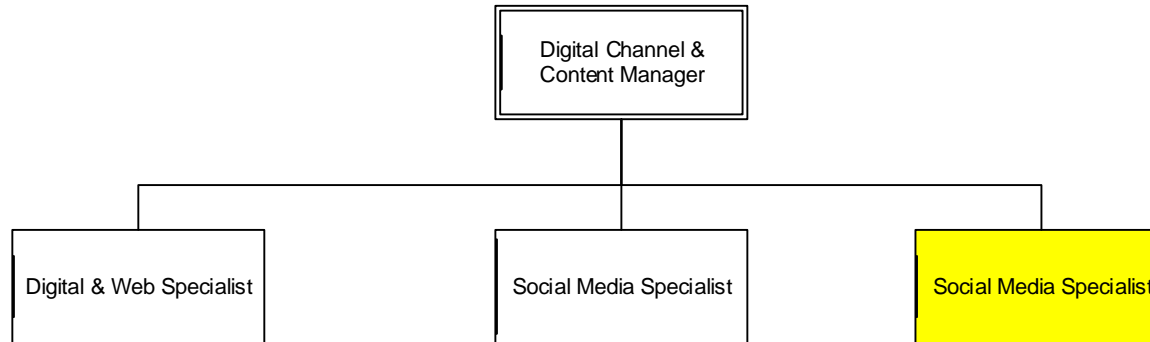 Digital Channel &
Content Manager
Digital & Web Specialist
Social Media Specialist
Social Media Specialist